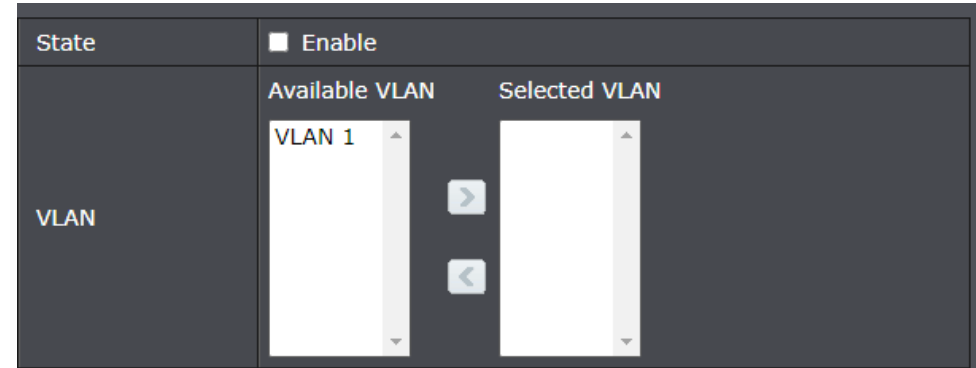 State
Enable
Available VLAN
Selected VLAN
VLAN 1
VLAN